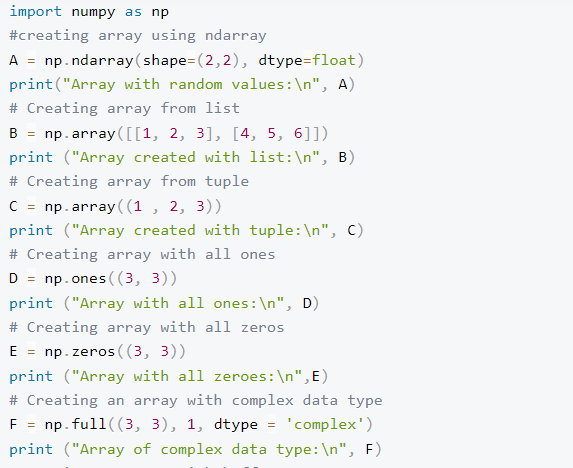 import numpy as np
#creating array using ndarray
A = np.ndarray(shape=(2,2), dtype=float)
print("Array with random values:\n", A)
# Creating array from list
B = np.array([[1, 2, 3], [4, 5, 6]])
print ("Array created with list:\n", B)
# Creating array from tuple
C = np.array((1 , 2, 3))
print ("Array created with tuple:\n", C)
# Creating array with all ones
D = np.ones((3, 3))
print ("Array with all ones:\n", D)
# Creating array with all zeros
E = np.zeros((3, 3))
print ("Array with all zeroes:\n",E)
# Creating an array with complex data type
F = np.full((3, 3), 1, dtype = 'complex')
print ("Array of complex data type:\n", F)